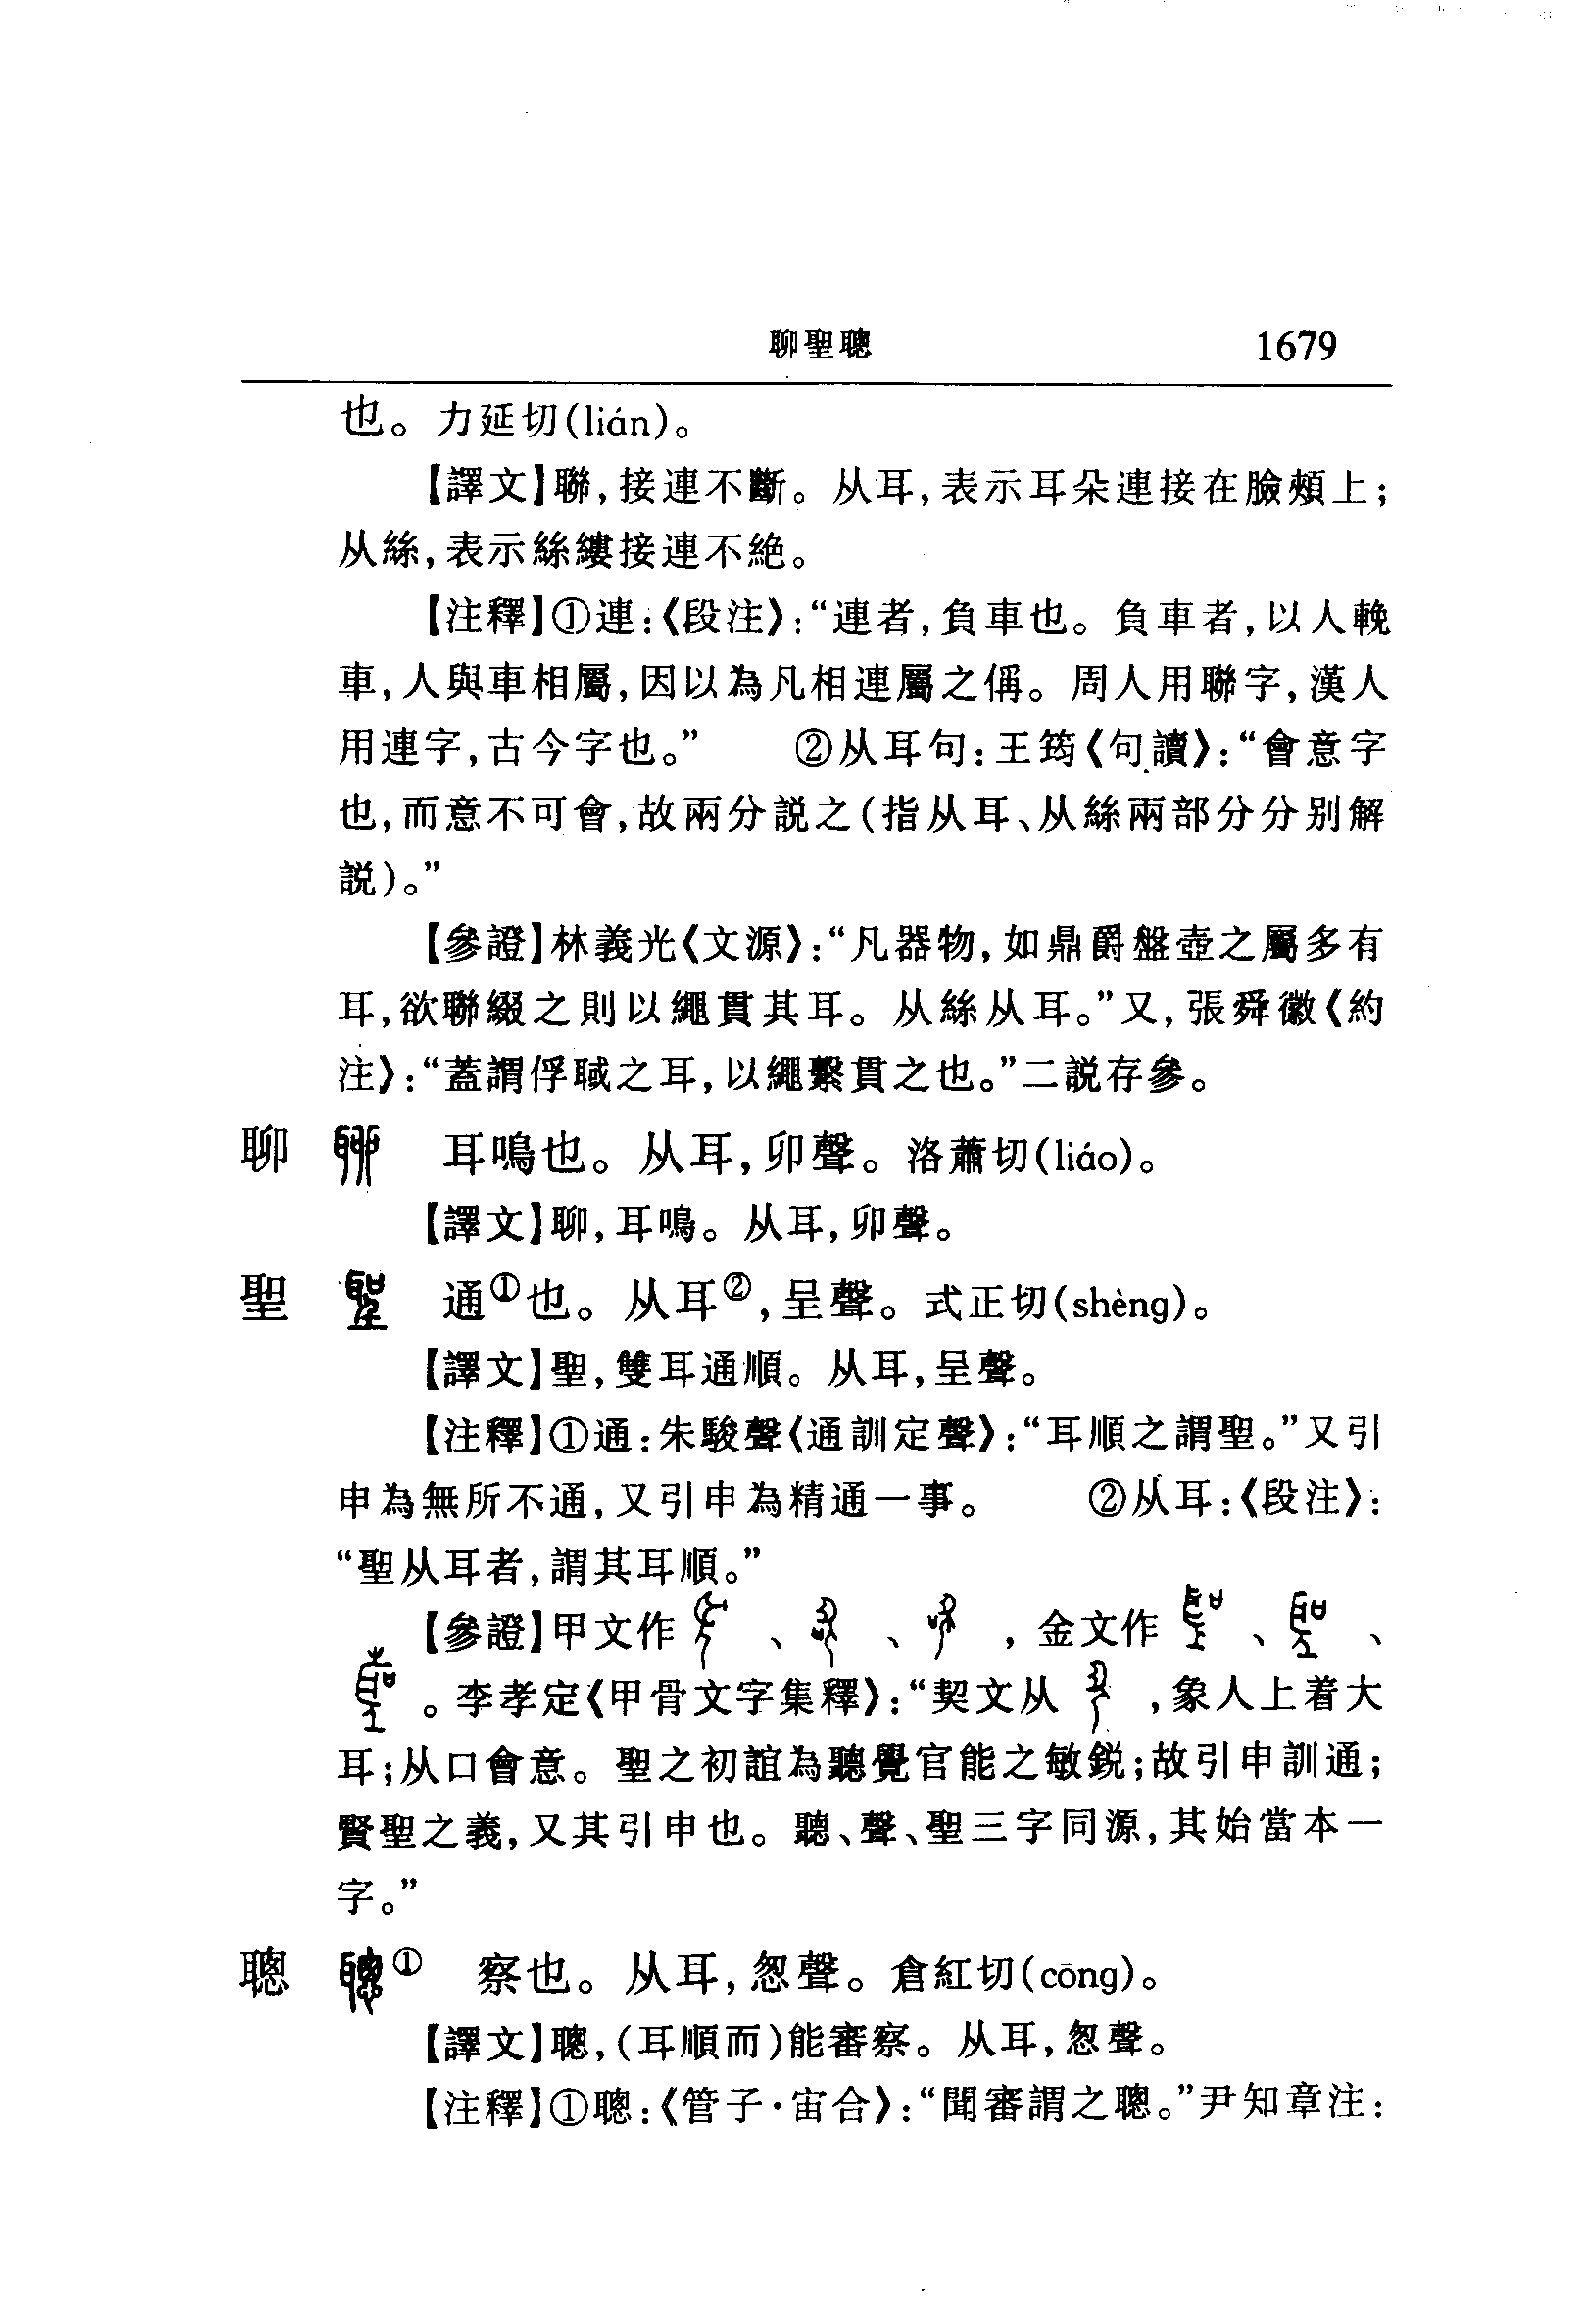 聊聖聰 1679
也。力延切(lián)。
【譯文】聯，接連不斷。从耳，表示耳朵連接在臉頰上；
从絲，表示絲縷接連不絶。
【注釋】①連：《段注》：“連者，負車也。負車者，以人輓
車，人與車相屬，因以為凡相連屬之偁。周人用聯字，漢人
用連字，古今字也。” ②从耳句：王筠《句讀》：“會意字
也，而意不可會，故兩分説之（指从耳、从絲兩部分分别解
説）。”
【參證】林義光《文源》：“凡器物，如鼎爵盤壺之屬多有
耳，欲聯綴之則以繩貫其耳。从絲从耳。”又，張舜徽《約
注》：“蓋謂俘聝之耳，以繩繫貫之也。”二説存參。
聊 耳鳴也。从耳，卯聲。洛蕭切(liáo)。
【譯文】聊，耳鳴。从耳，卯聲。
聖 通①也。从耳②，呈聲。式正切(shèng)。
【譯文】聖，雙耳通順。从耳，呈聲。
【注釋】①通：朱駿聲《通訓定聲》：“耳順之謂聖。”又引
申為無所不通，又引申為精通一事。 ②从耳：《段注》：
“聖从耳者，謂其耳順。”
【參證】甲文作 、 、 ，金文作 、 、
。李孝定《甲骨文字集釋》：“契文从 ，象人上着大
耳；从口會意。聖之初誼為聽覺官能之敏鋭；故引申訓通；
賢聖之義，又其引申也。聽、聲、聖三字同源，其始當本一
字。”
聰 ① 察也。从耳，怱聲。倉紅切(cōng)。
【譯文】聰，（耳順而）能審察。从耳，怱聲。
【注釋】①聰：《管子·宙合》：“聞審謂之聰。”尹知章注：